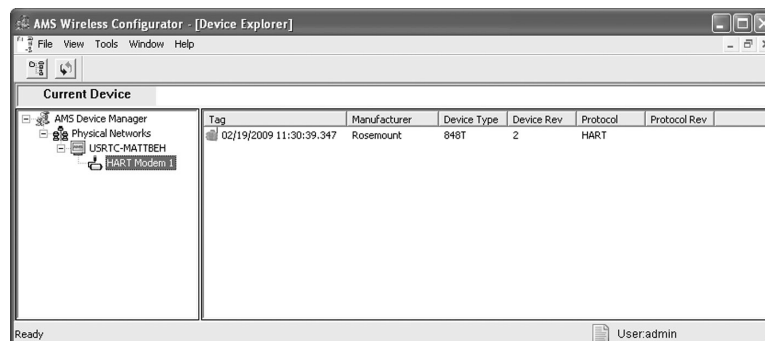 AMS Wireless Configurator - [Device Explorer]
File View Tools Window Help
Current Device
AMS Device Manager
Physical Networks
USRTC-MATTBEH
HART Modem 1
Tag Manufacturer Device Type Device Rev Protocol Protocol Rev
02/19/2009 11:30:39.347 Rosemount 848T 2 HART
Ready User:admin